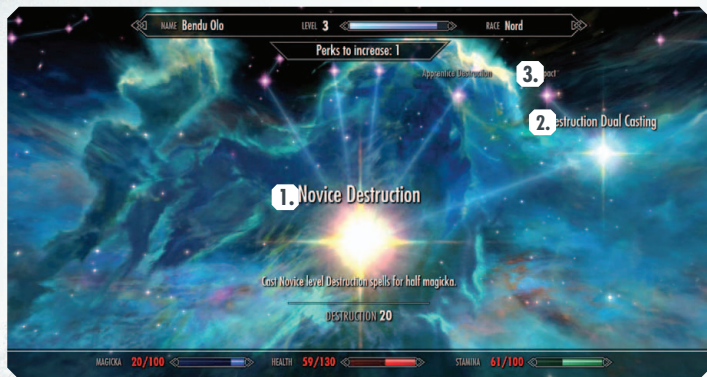 NAME Bendu Olo LEVEL 3 RACE Nord
Perks to increase: 1
Apprentice Destruction 3. pact
2. estruction Dual Casting
1. Novice Destruction
Cast Novice level Destruction spells for half magicka.
DESTRUCTION 20
MAGICKA 20/100 HEALTH 59/130 STAMINA 61/100